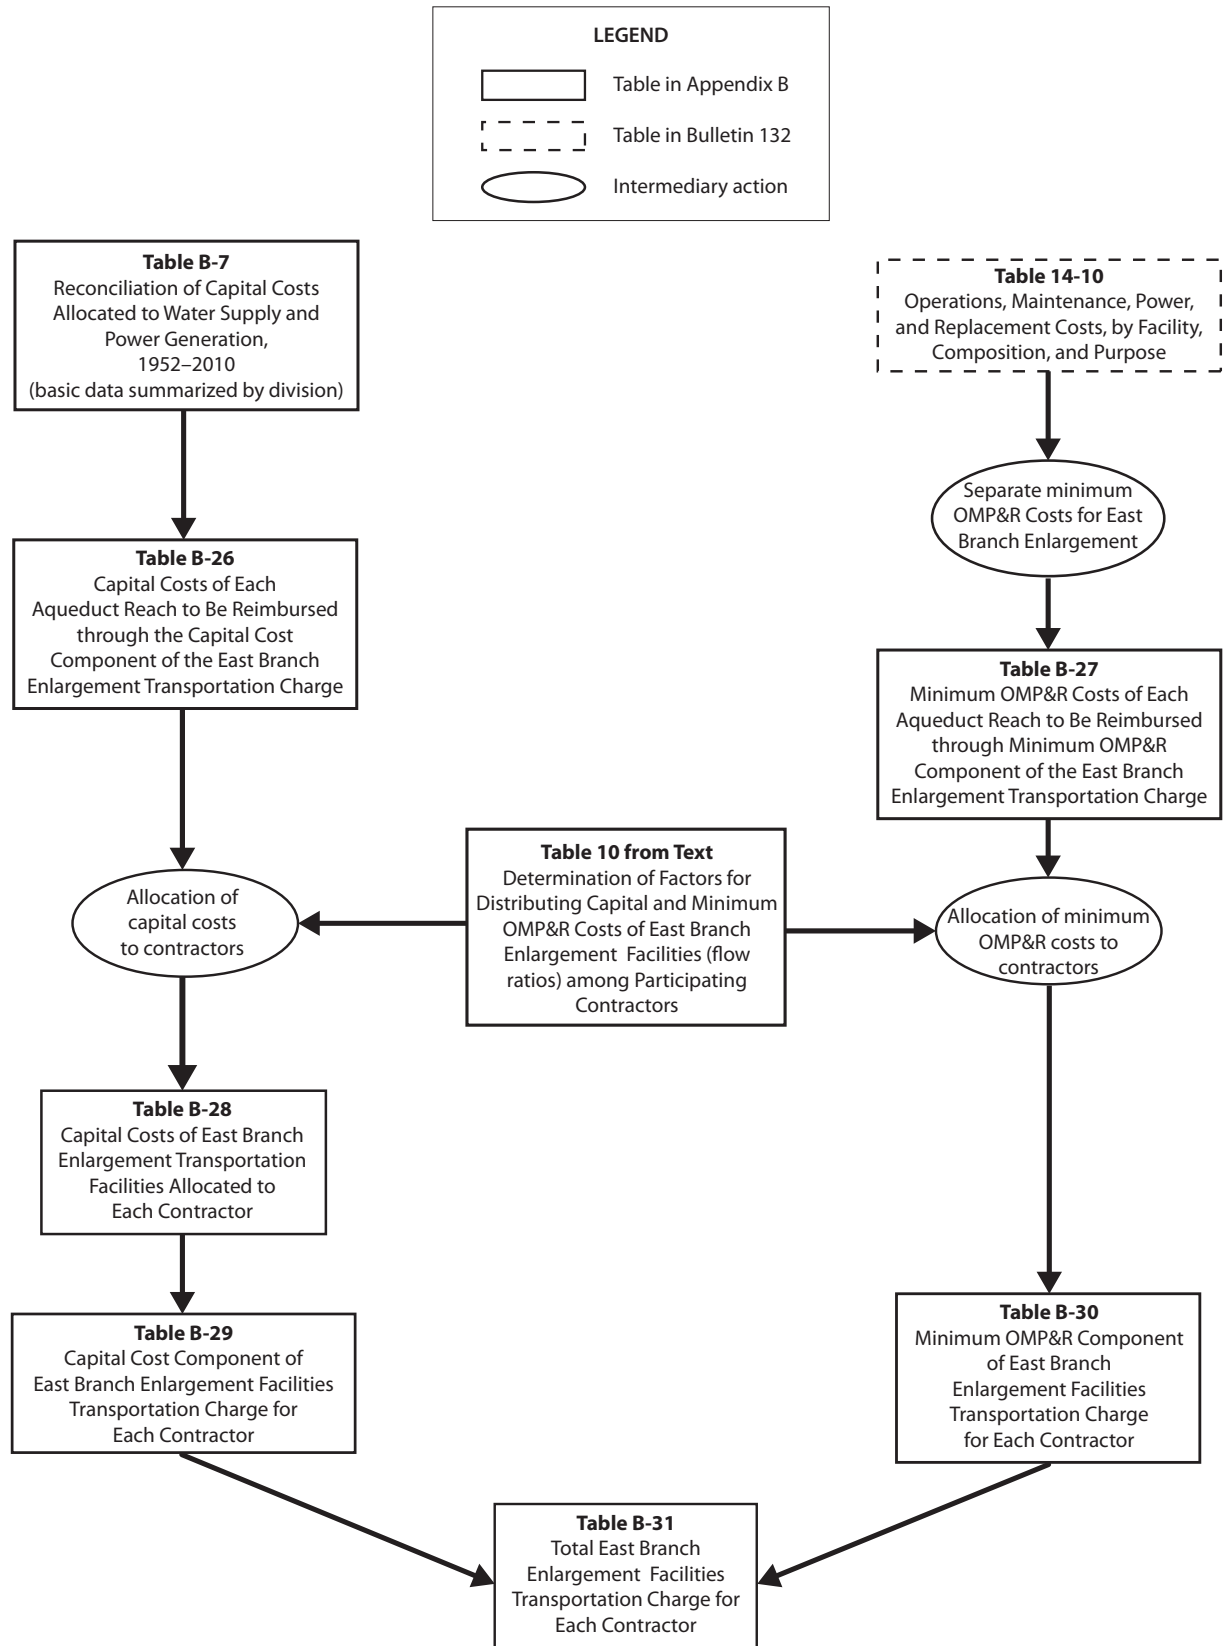 LEGEND
Table in Appendix B
Table in Bulletin 132
Intermediary action
Table B-7
Reconciliation of Capital Costs
Allocated to Water Supply and
Power Generation,
1952–2010
(basic data summarized by division)
Table 14-10
Operations, Maintenance, Power,
and Replacement Costs, by Facility,
Composition, and Purpose
Separate minimum
OMP&R Costs for East
Branch Enlargement
Table B-26
Capital Costs of Each
Aqueduct Reach to Be Reimbursed
through the Capital Cost
Component of the East Branch
Enlargement Transportation Charge
Table B-27
Minimum OMP&R Costs of Each
Aqueduct Reach to Be Reimbursed
through Minimum OMP&R
Component of the East Branch
Enlargement Transportation Charge
Allocation of
capital costs
to contractors
Table 10 from Text
Determination of Factors for
Distributing Capital and Minimum
OMP&R Costs of East Branch
Enlargement Facilities (flow
ratios) among Participating
Contractors
Allocation of minimum
OMP&R costs to
contractors
Table B-28
Capital Costs of East Branch
Enlargement Transportation
Facilities Allocated to
Each Contractor
Table B-29
Capital Cost Component of
East Branch Enlargement Facilities
Transportation Charge for
Each Contractor
Table B-30
Minimum OMP&R Component
of East Branch
Enlargement Facilities
Transportation Charge
for Each Contractor
Table B-31
Total East Branch
Enlargement Facilities
Transportation Charge for
Each Contractor